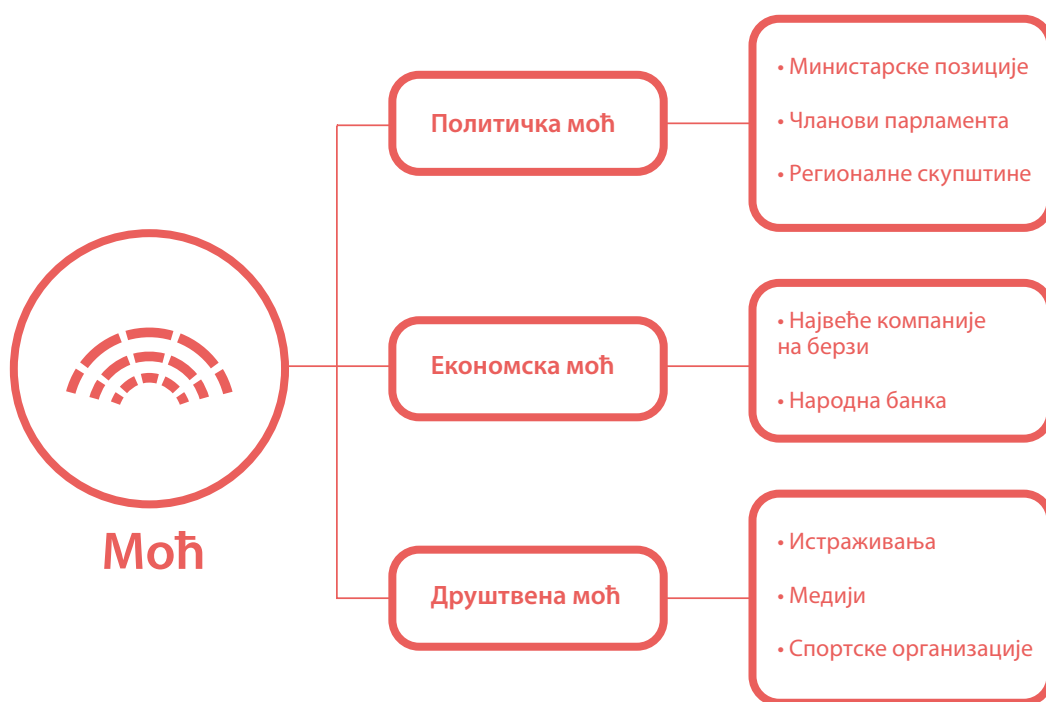 Моћ
Политичка моћ
• Министарске позиције
• Чланови парламента
• Регионалне скупштине
Економска моћ
• Највеће компаније
на берзи
• Народна банка
Друштвена моћ
• Истраживања
• Медији
• Спортске организације